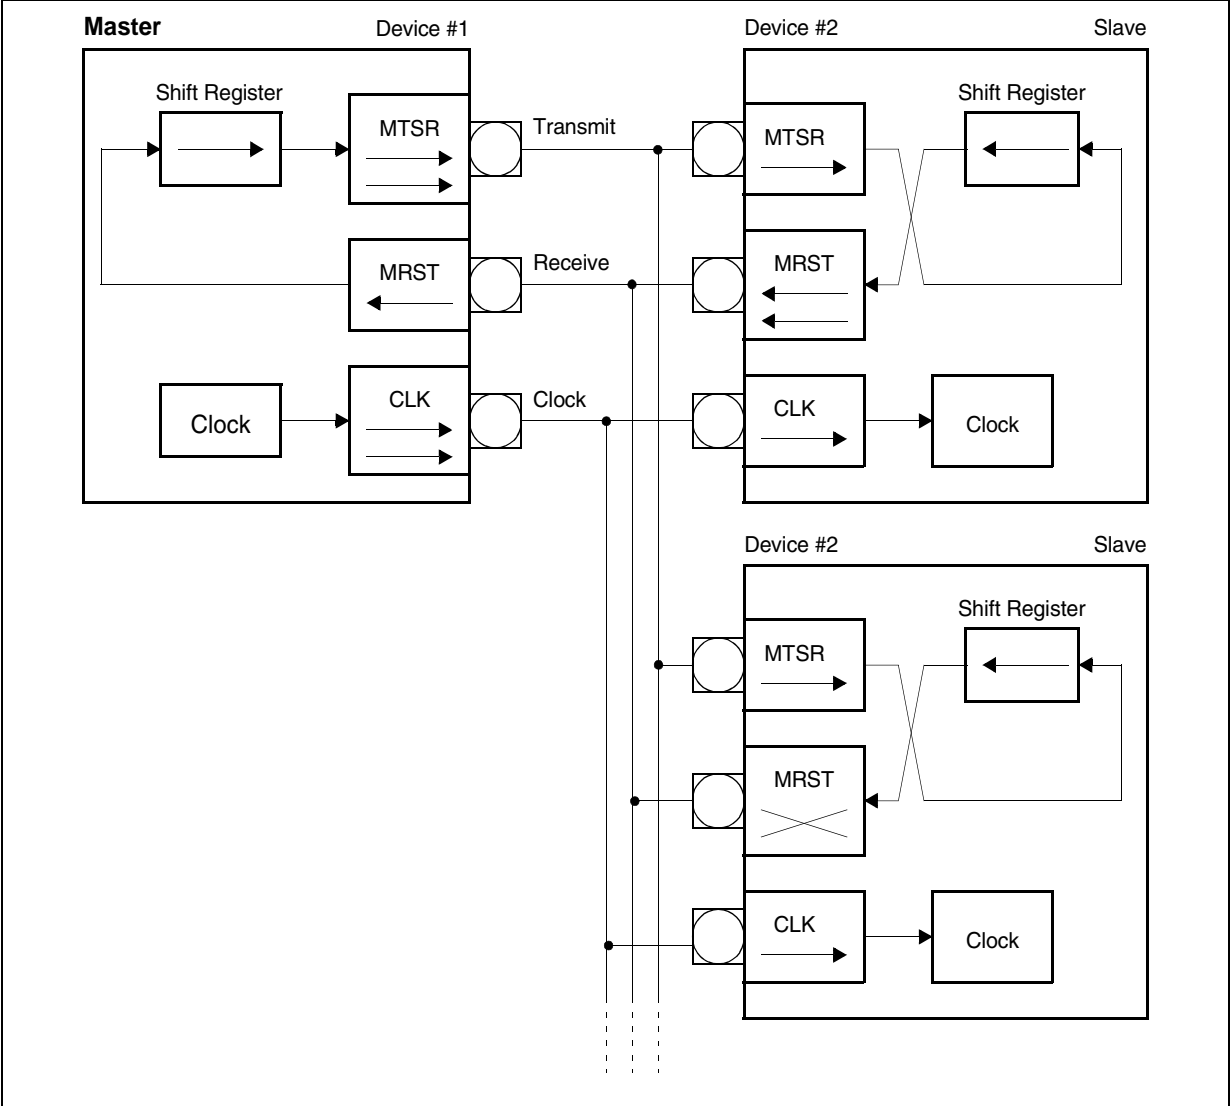 Master
Device #1
Shift Register
MTSR
Transmit
MRST
Receive
Clock
CLK
Clock
Device #2
Slave
Shift Register
MTSR
MRST
CLK
Clock
Device #2
Slave
Shift Register
MTSR
MRST
CLK
Clock